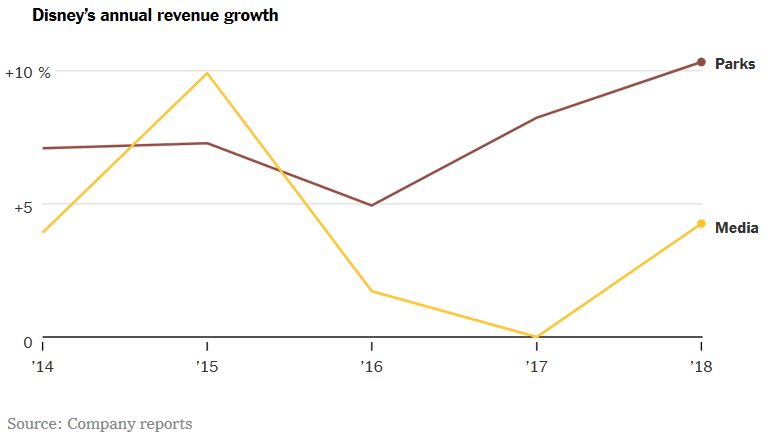 Disney’s annual revenue growth
+10 %
Parks
+5
Media
0
’14 ’15 ’16 ’17 ’18
Source: Company reports